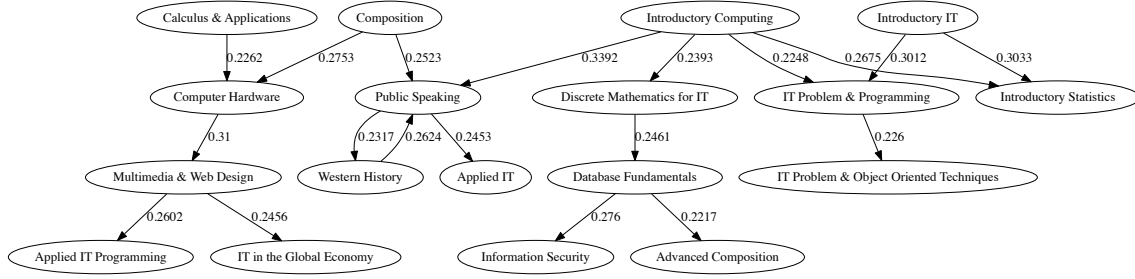 Calculus & Applications
Composition
Introductory Computing
Introductory IT
0.2262
0.2753
0.2523
0.3392
0.2393
0.2248
0.2675
0.3012
0.3033
Computer Hardware
Public Speaking
Discrete Mathematics for IT
IT Problem & Programming
Introductory Statistics
0.31
0.2317
0.2624
0.2453
0.2461
0.226
Multimedia & Web Design
Western History
Applied IT
Database Fundamentals
IT Problem & Object Oriented Techniques
0.2602
0.2456
0.276
0.2217
Applied IT Programming
IT in the Global Economy
Information Security
Advanced Composition